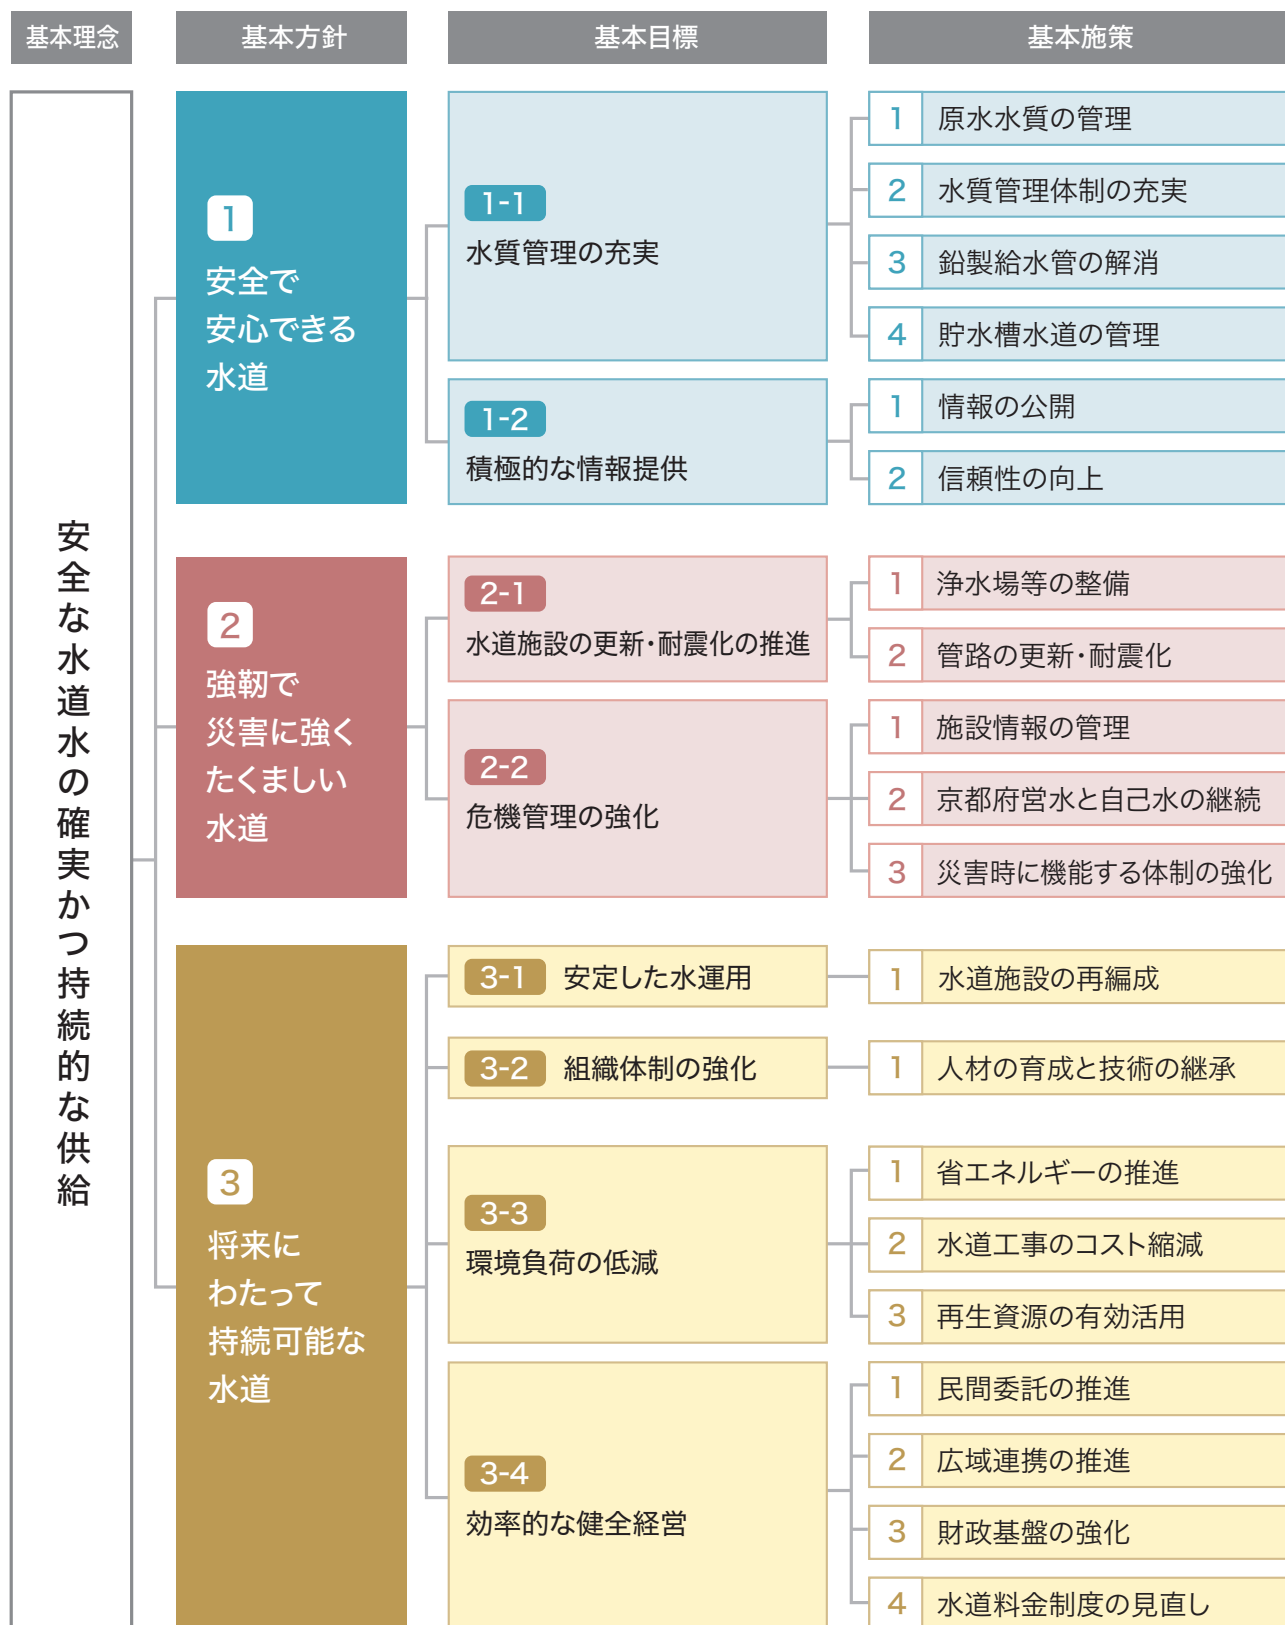 基本理念
基本方針
基本目標
基本施策
安全な水道水の確実かつ持続的な供給
1
安全で
安心できる
水道
1-1
水質管理の充実
1 原水水質の管理
2 水質管理体制の充実
3 鉛製給水管の解消
4 貯水槽水道の管理
1-2
積極的な情報提供
1 情報の公開
2 信頼性の向上
2
強靭で
災害に強く
たくましい
水道
2-1
水道施設の更新・耐震化の推進
1 浄水場等の整備
2 管路の更新・耐震化
2-2
危機管理の強化
1 施設情報の管理
2 京都府営水と自己水の継続
3 災害時に機能する体制の強化
3
将来に
わたって
持続可能な
水道
3-1 安定した水運用
1 水道施設の再編成
3-2 組織体制の強化
1 人材の育成と技術の継承
3-3
環境負荷の低減
1 省エネルギーの推進
2 水道工事のコスト縮減
3 再生資源の有効活用
3-4
効率的な健全経営
1 民間委託の推進
2 広域連携の推進
3 財政基盤の強化
4 水道料金制度の見直し